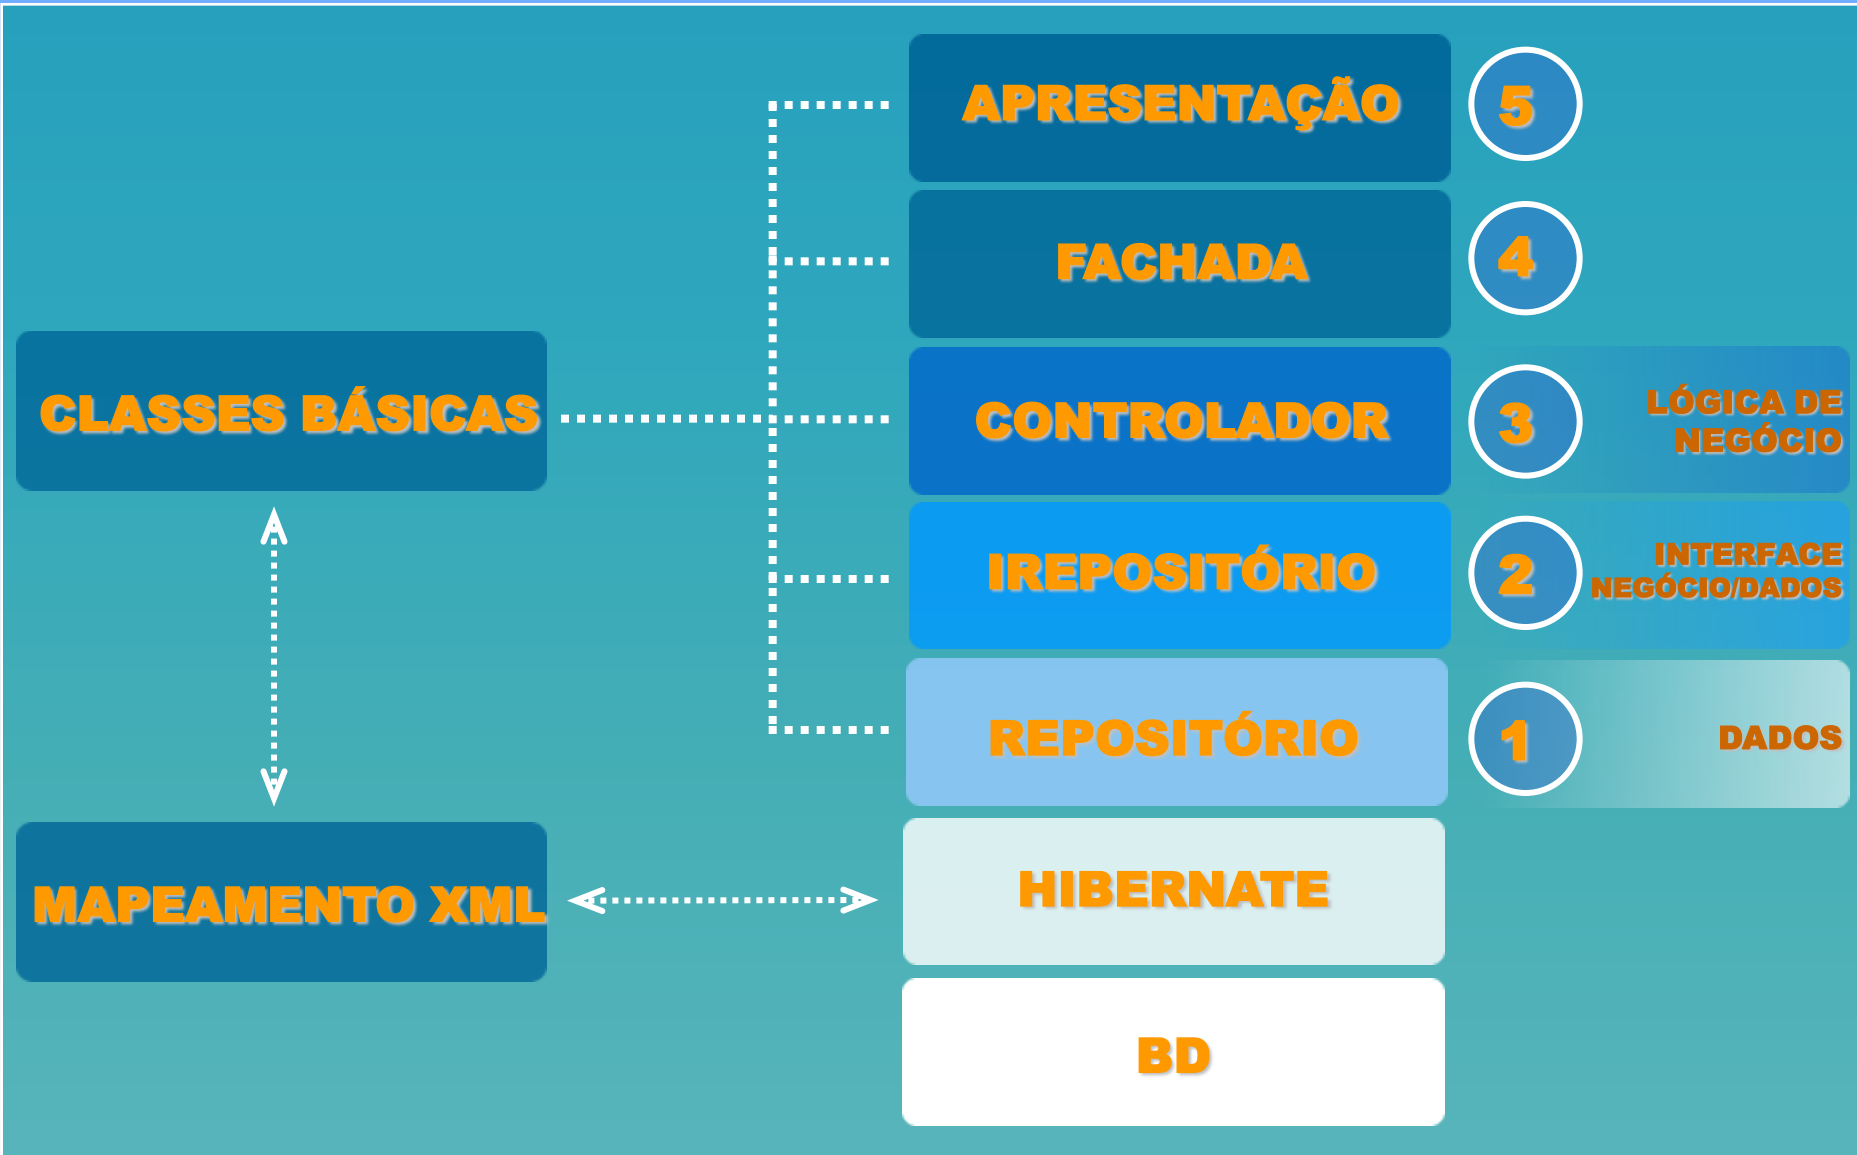 APRESENTAÇÃO
5
FACHADA
4
CLASSES BÁSICAS
CONTROLADOR
3
LÓGICA DE
NEGÓCIO
IREPOSITÓRIO
2
INTERFACE
NEGÓCIO/DADOS
REPOSITÓRIO
1
DADOS
MAPEAMENTO XML
HIBERNATE
BD